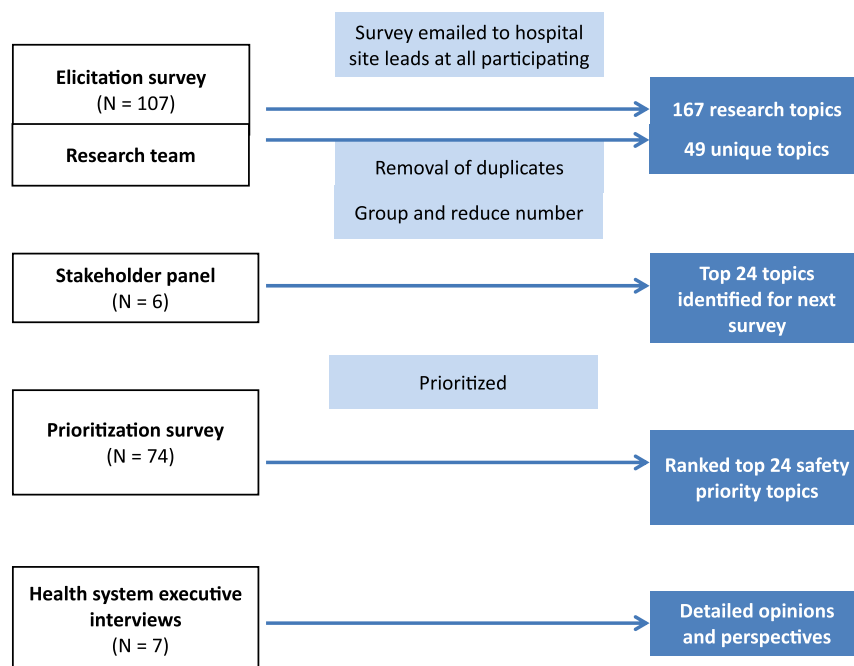 Survey emailed to hospital
site leads at all participating
Elicitation survey
(N = 107)
167 research topics
Research team
49 unique topics
Removal of duplicates
Group and reduce number
Stakeholder panel
(N = 6)
Top 24 topics
identified for next
survey
Prioritized
Prioritization survey
(N = 74)
Ranked top 24 safety
priority topics
Health system executive
interviews
(N = 7)
Detailed opinions
and perspectives